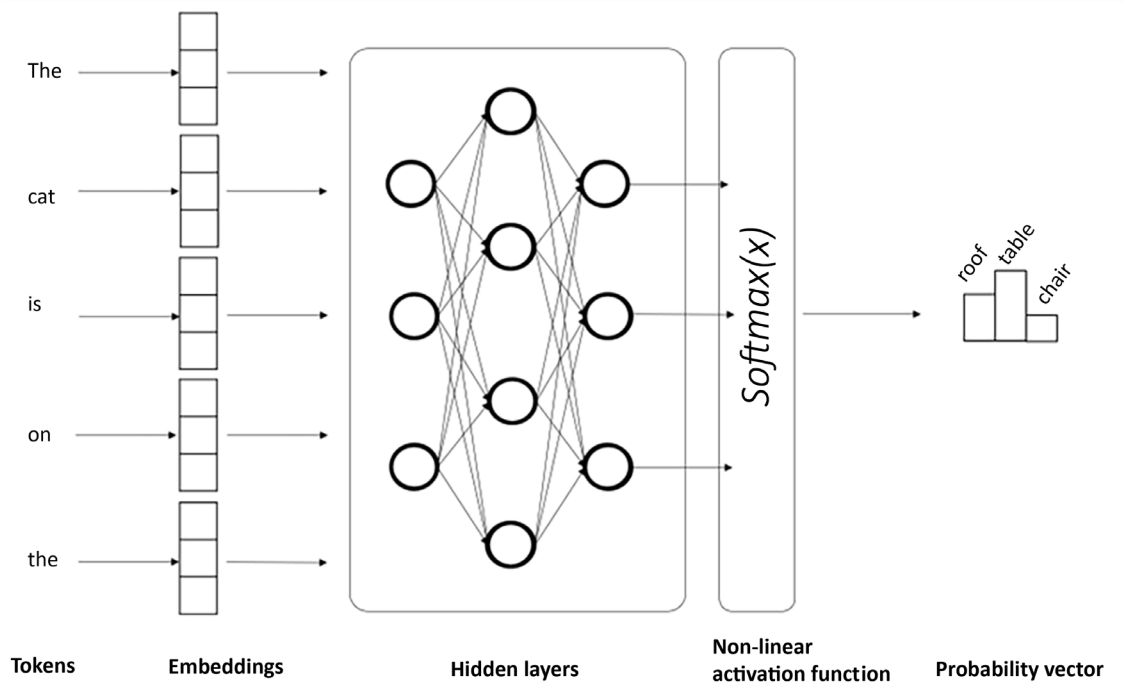 The
cat
is
on
the
Softmax(x)
roof
table
chair
Tokens
Embeddings
Hidden layers
Non-linear
activation function
Probability vector